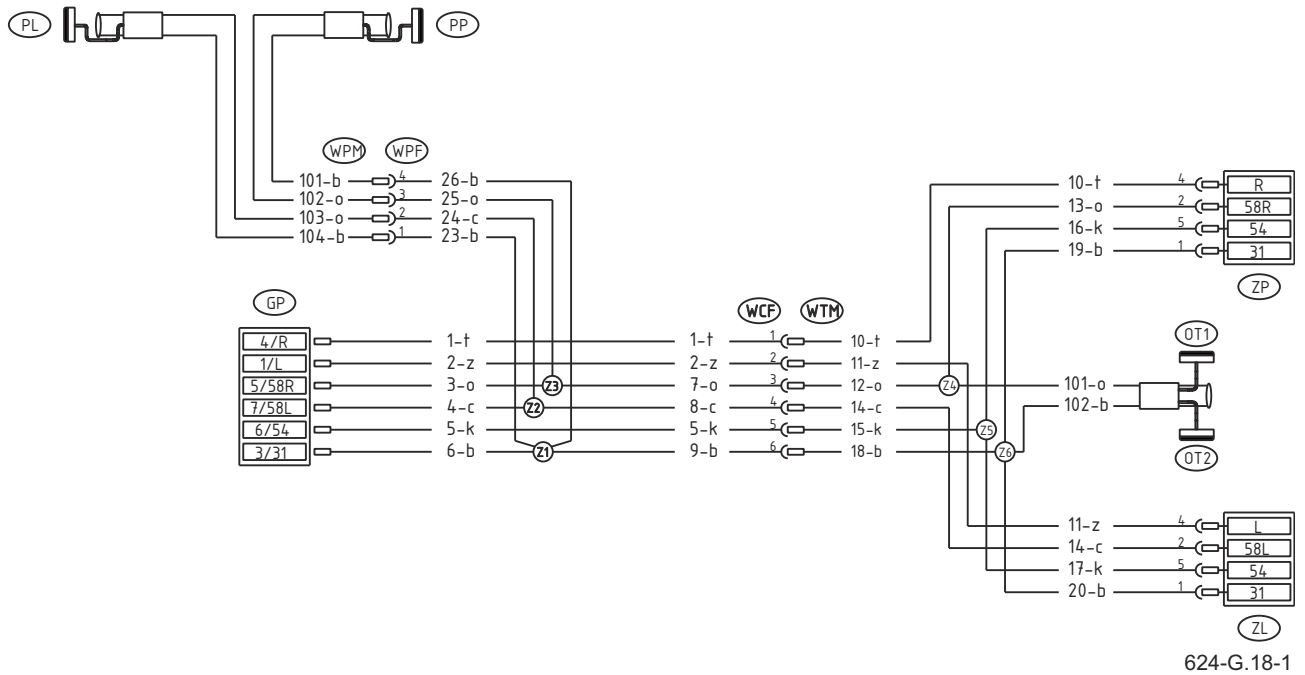 PL
PP
WPM WPF
101-b 4 26-b
102-o 3 25-o
103-o 2 24-c
104-b 1 23-b
GP
4/R 1-t 1-t 1 10-t
1/L 2-z 2-z 2 11-z
5/58R 3-o Z3 7-o 3 12-o Z4
7/58L 4-c Z2 8-c 4 14-c
6/54 5-k 5-k 5 15-k Z5
3/31 6-b Z1 9-b 6 18-b Z6
WCF WTM
10-t 4 R
13-o 2 58R
16-k 5 54
19-b 1 31
ZP
OT1
101-o
102-b
OT2
11-z 4 L
14-c 2 58L
17-k 5 54
20-b 1 31
ZL
624-G.18-1